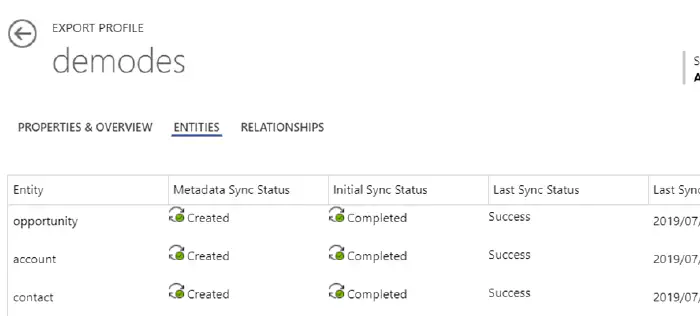 EXPORT PROFILE
demodes
S
A
PROPERTIES & OVERVIEW ENTITIES RELATIONSHIPS
Entity Metadata Sync Status Initial Sync Status Last Sync Status Last Sync
opportunity Created Completed Success 2019/07/
account Created Completed Success 2019/07/
contact Created Completed Success 2019/07/